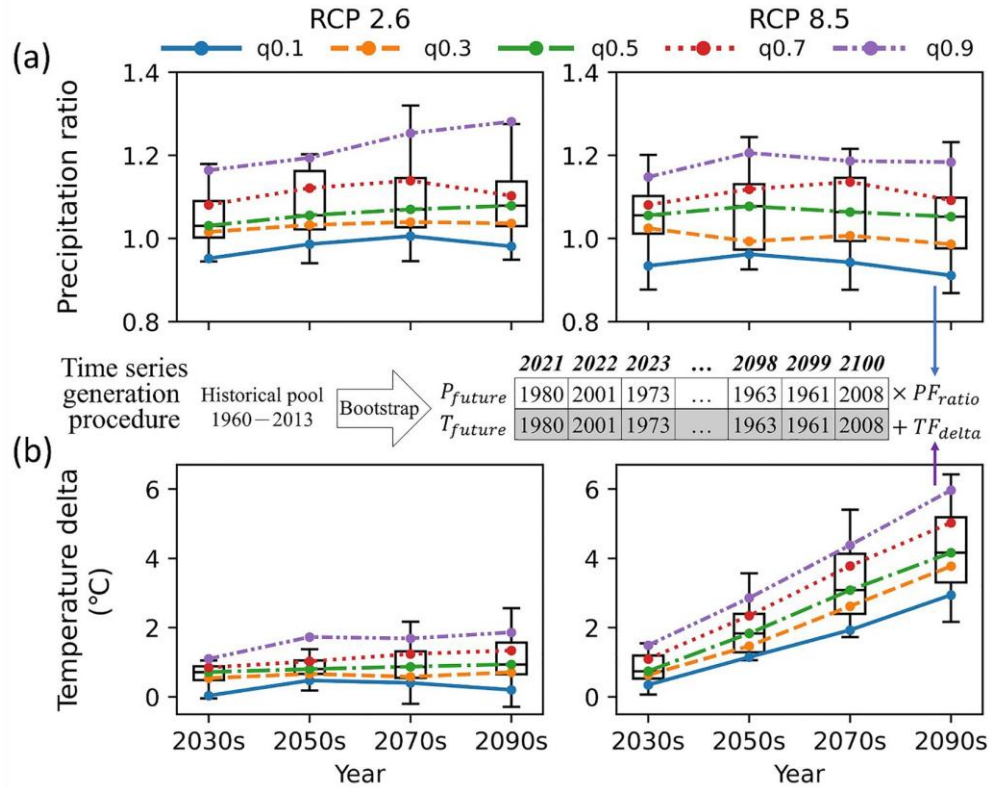 RCP 2.6 RCP 8.5
(a) q0.1 q0.3 q0.5 q0.7 q0.9
Precipitation ratio
1.4 1.4
1.2 1.2
1.0 1.0
0.8 0.8
Time series
generation
procedure
Historical pool
1960−2013
Bootstrap
2021 2022 2023 ... 2098 2099 2100
P_future 1980 2001 1973 ... 1963 1961 2008 × PF_ratio
T_future 1980 2001 1973 ... 1963 1961 2008 + TF_delta
(b)
Temperature delta
(°C)
6 6
4 4
2 2
0 0
2030s 2050s 2070s 2090s 2030s 2050s 2070s 2090s
Year Year